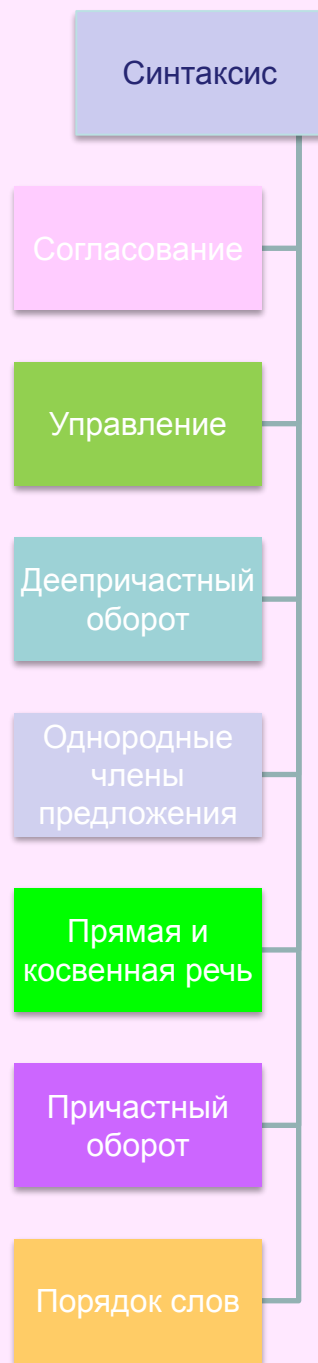 Синтаксис
Согласование
Управление
Деепричастный
оборот
Однородные
члены
предложения
Прямая и
косвенная речь
Причастный
оборот
Порядок слов